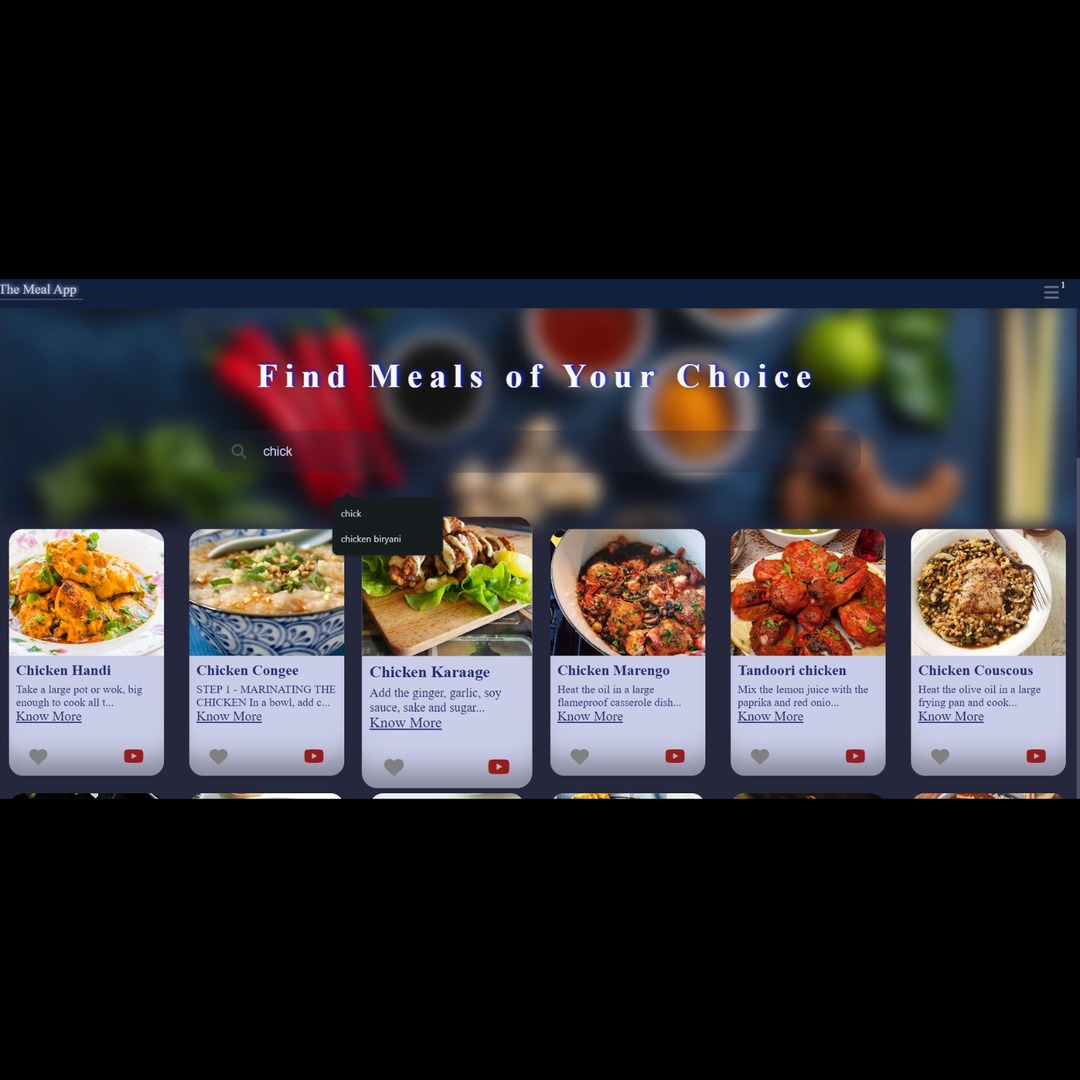 The Meal App
1
Find Meals of Your Choice
chick
chick
chicken biryani
Chicken Handi
Take a large pot or wok, big
enough to cook all t...
Know More
Chicken Congee
STEP 1 - MARINATING THE
CHICKEN In a bowl, add c...
Know More
Chicken Karaage
Add the ginger, garlic, soy
sauce, sake and sugar...
Know More
Chicken Marengo
Heat the oil in a large
flameproof casserole dish...
Know More
Tandoori chicken
Mix the lemon juice with the
paprika and red onio...
Know More
Chicken Couscous
Heat the olive oil in a large
frying pan and cook...
Know More